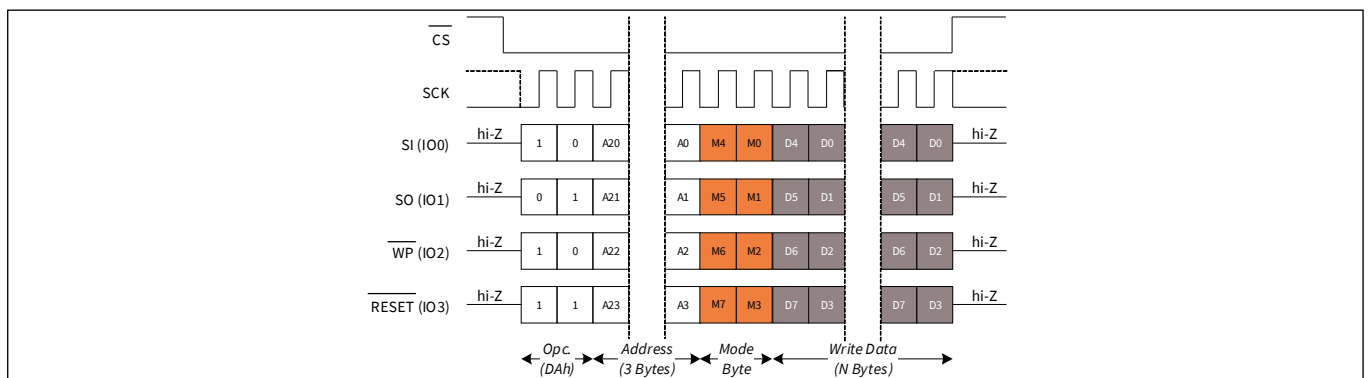 CS
SCK
SI (IO0) hi-Z 1 0 A20 A0 M4 M0 D4 D0 D4 D0 hi-Z
SO (IO1) hi-Z 0 1 A21 A1 M5 M1 D5 D1 D5 D1 hi-Z
WP (IO2) hi-Z 1 0 A22 A2 M6 M2 D6 D2 D6 D2 hi-Z
RESET (IO3) hi-Z 1 1 A23 A3 M7 M3 D7 D3 D7 D3 hi-Z
Opc. Address Mode Write Data
(DAh) (3 Bytes) Byte (N Bytes)